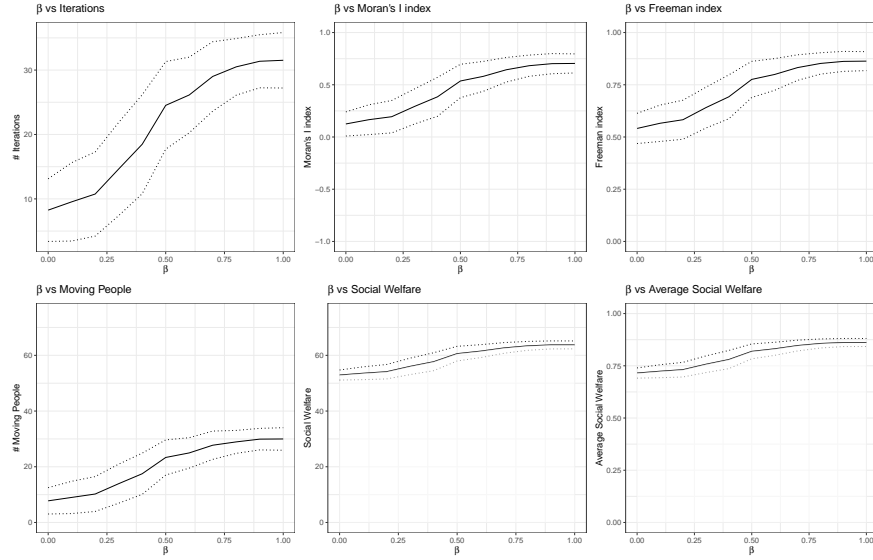 β vs Iterations
# Iterations
30
20
10
0.00 0.25 0.50 0.75 1.00
β
β vs Moran's I index
Moran's I index
1.0
0.5
0.0
−0.5
−1.0
0.00 0.25 0.50 0.75 1.00
β
β vs Freeman index
Freeman index
1.00
0.75
0.50
0.25
0.00
0.00 0.25 0.50 0.75 1.00
β
β vs Moving People
# Moving People
60
40
20
0
0.00 0.25 0.50 0.75 1.00
β
β vs Social Welfare
Social Welfare
60
40
20
0
0.00 0.25 0.50 0.75 1.00
β
β vs Average Social Welfare
Average Social Welfare
1.00
0.75
0.50
0.25
0.00
0.00 0.25 0.50 0.75 1.00
β